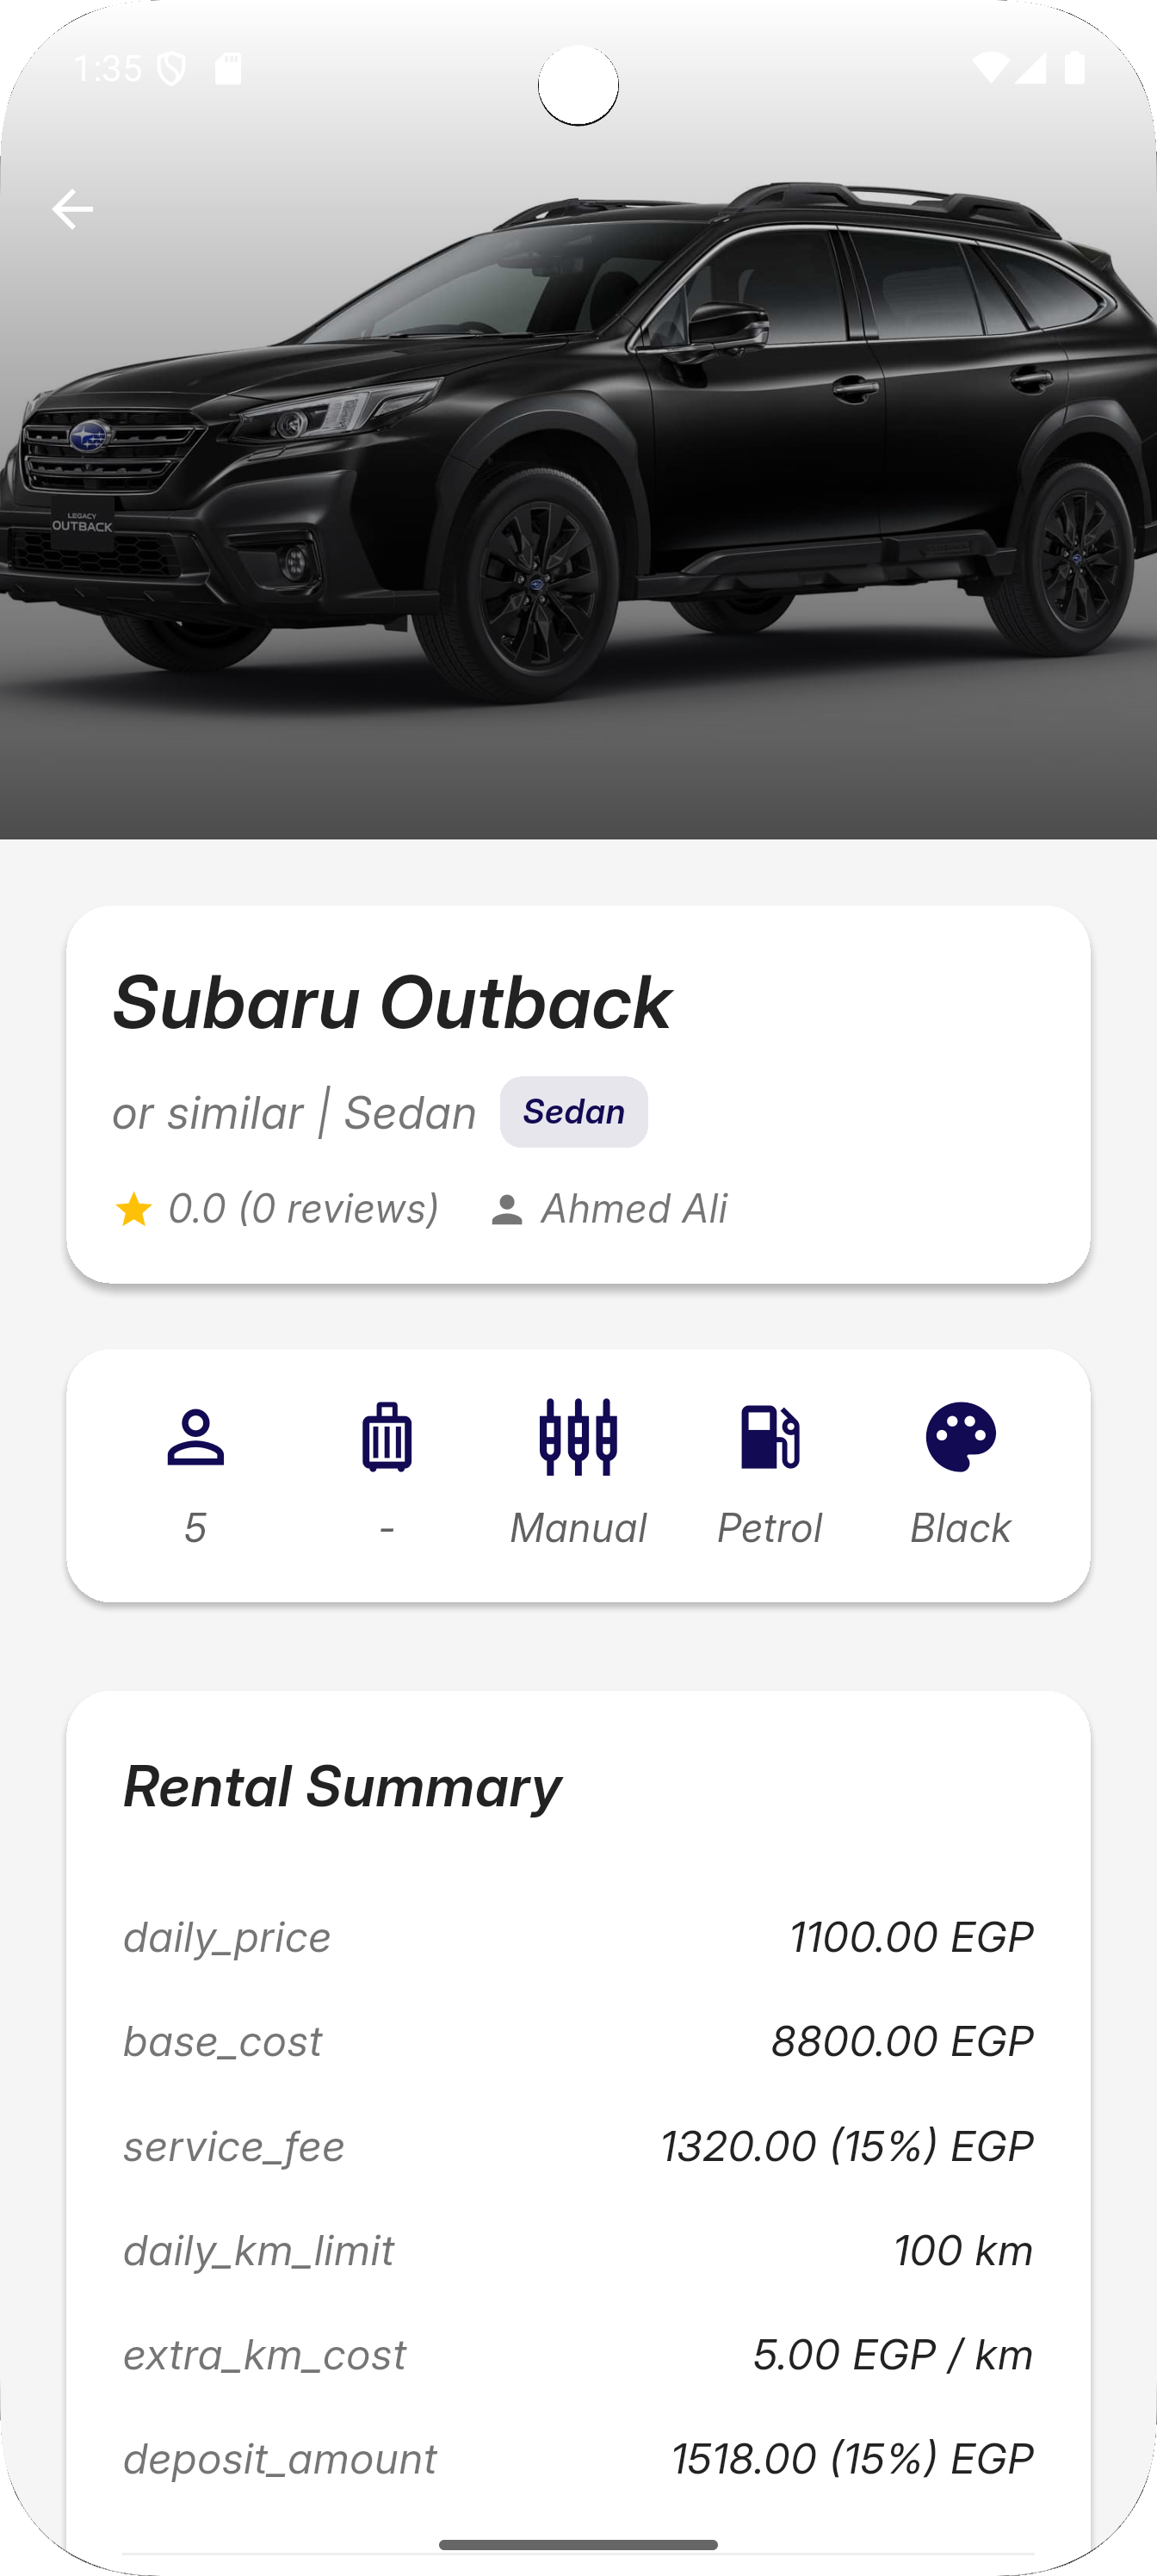 1:35
LEGACY
OUTBACK
Subaru Outback
or similar | Sedan Sedan
0.0 (0 reviews) Ahmed Ali
5 - Manual Petrol Black
Rental Summary
daily_price 1100.00 EGP
base_cost 8800.00 EGP
service_fee 1320.00 (15%) EGP
daily_km_limit 100 km
extra_km_cost 5.00 EGP / km
deposit_amount 1518.00 (15%) EGP